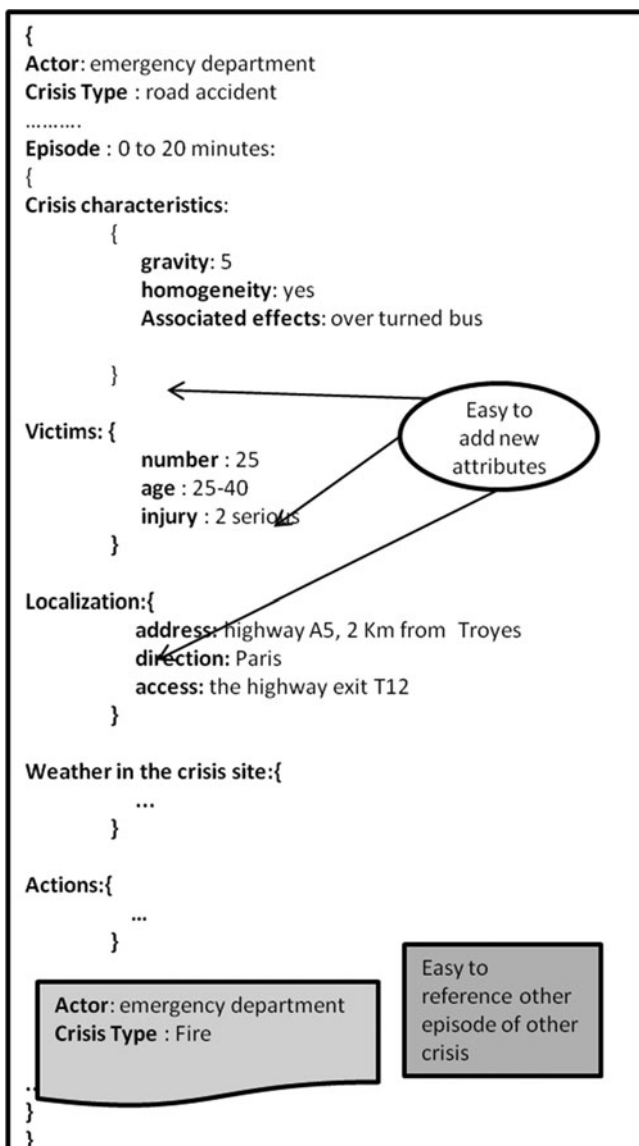 {
Actor: emergency department
Crisis Type : road accident
……….
Episode : 0 to 20 minutes:
{
Crisis characteristics:
{
gravity: 5
homogeneity: yes
Associated effects: over turned bus
}
Easy to
add new
attributes
Victims: {
number : 25
age : 25-40
injury : 2 serious
}
Localization:{
address: highway A5, 2 Km from Troyes
direction: Paris
access: the highway exit T12
}
Weather in the crisis site:{
...
}
Actions:{
...
}
Actor: emergency department
Crisis Type : Fire
Easy to
reference other
episode of other
crisis
..
}
}